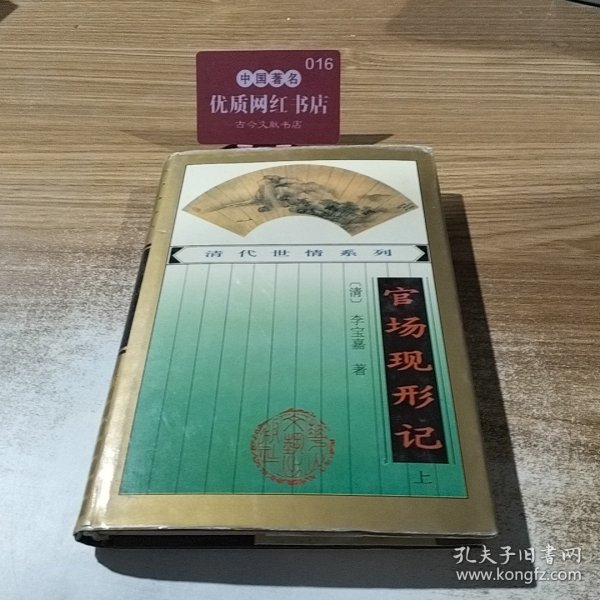 016
中国著名
优质网红书店
古今文献书店
清代世情系列
官场现形记
上
〔清〕李宝嘉 著
孔夫子旧书网
www.kongfz.com